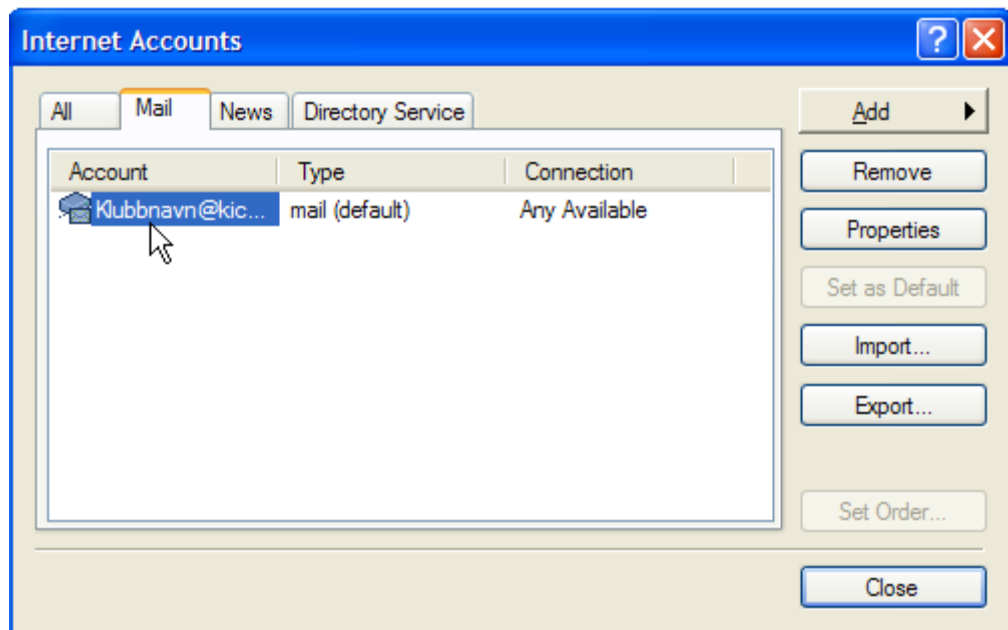 Internet Accounts
All Mail News Directory Service
Account Type Connection
Klubbnavn@kic... mail (default) Any Available
Add
Remove
Properties
Set as Default
Import...
Export...
Set Order...
Close